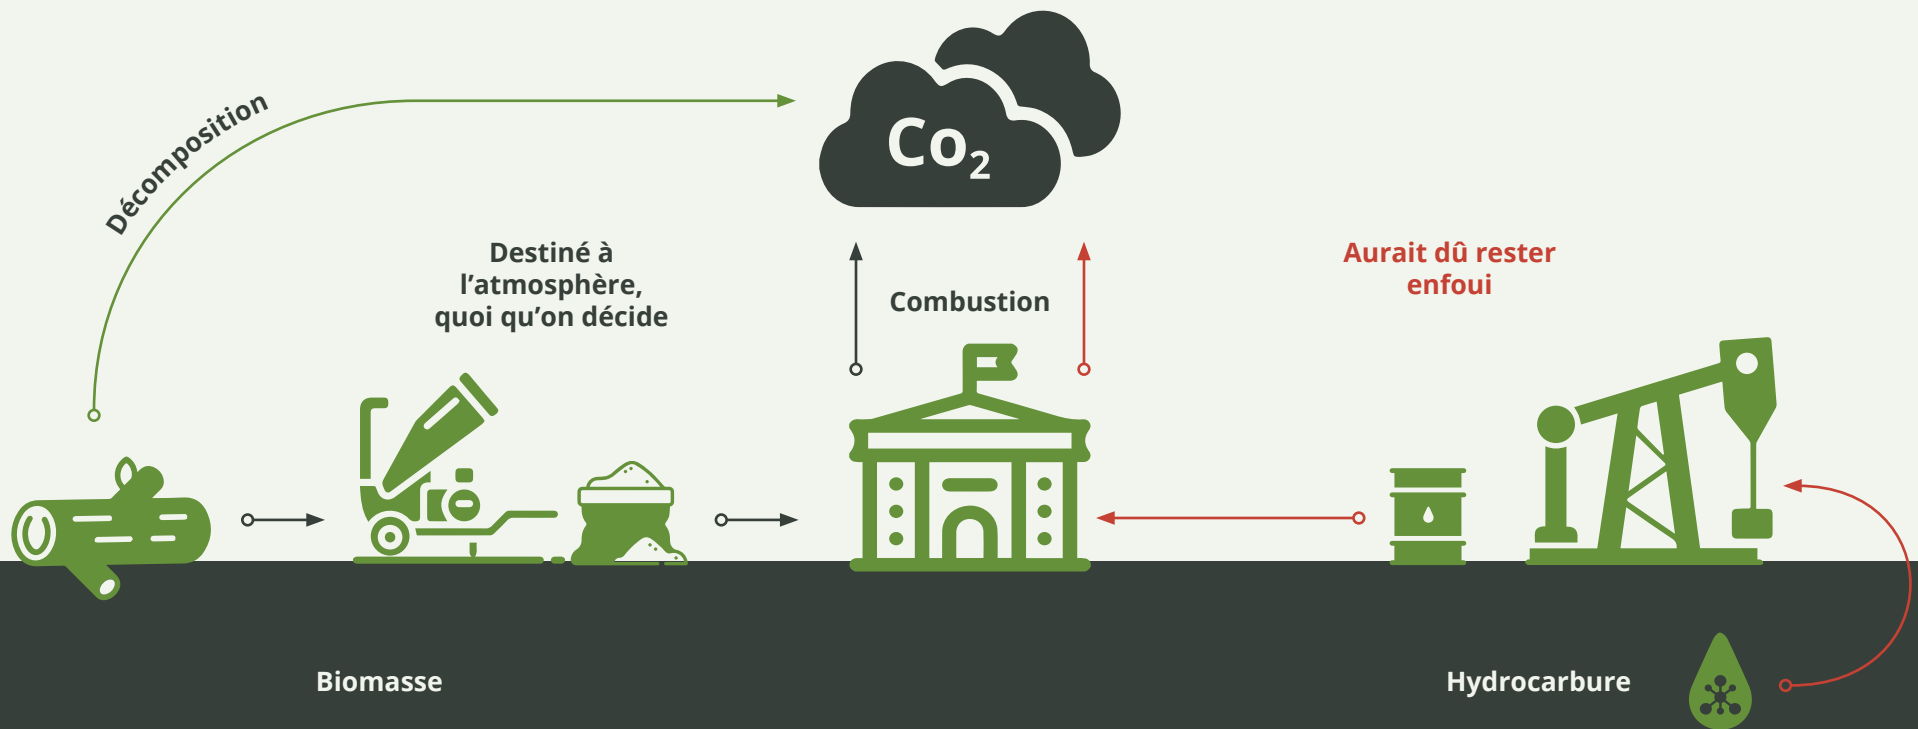 Décomposition
Co₂
Destiné à
l’atmosphère,
quoi qu’on décide
Combustion
Aurait dû rester
enfoui
Biomasse
Hydrocarbure